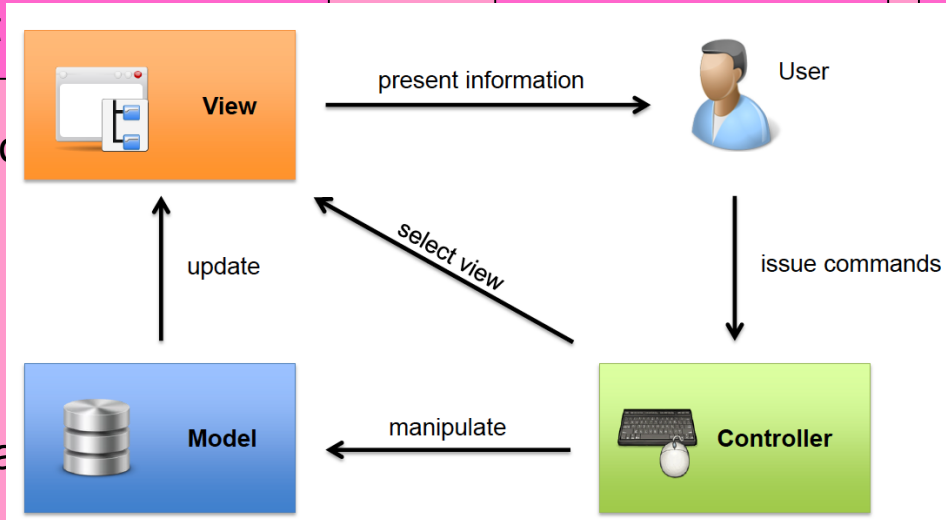 View
present information
User
update
select view
issue commands
Model
manipulate
Controller